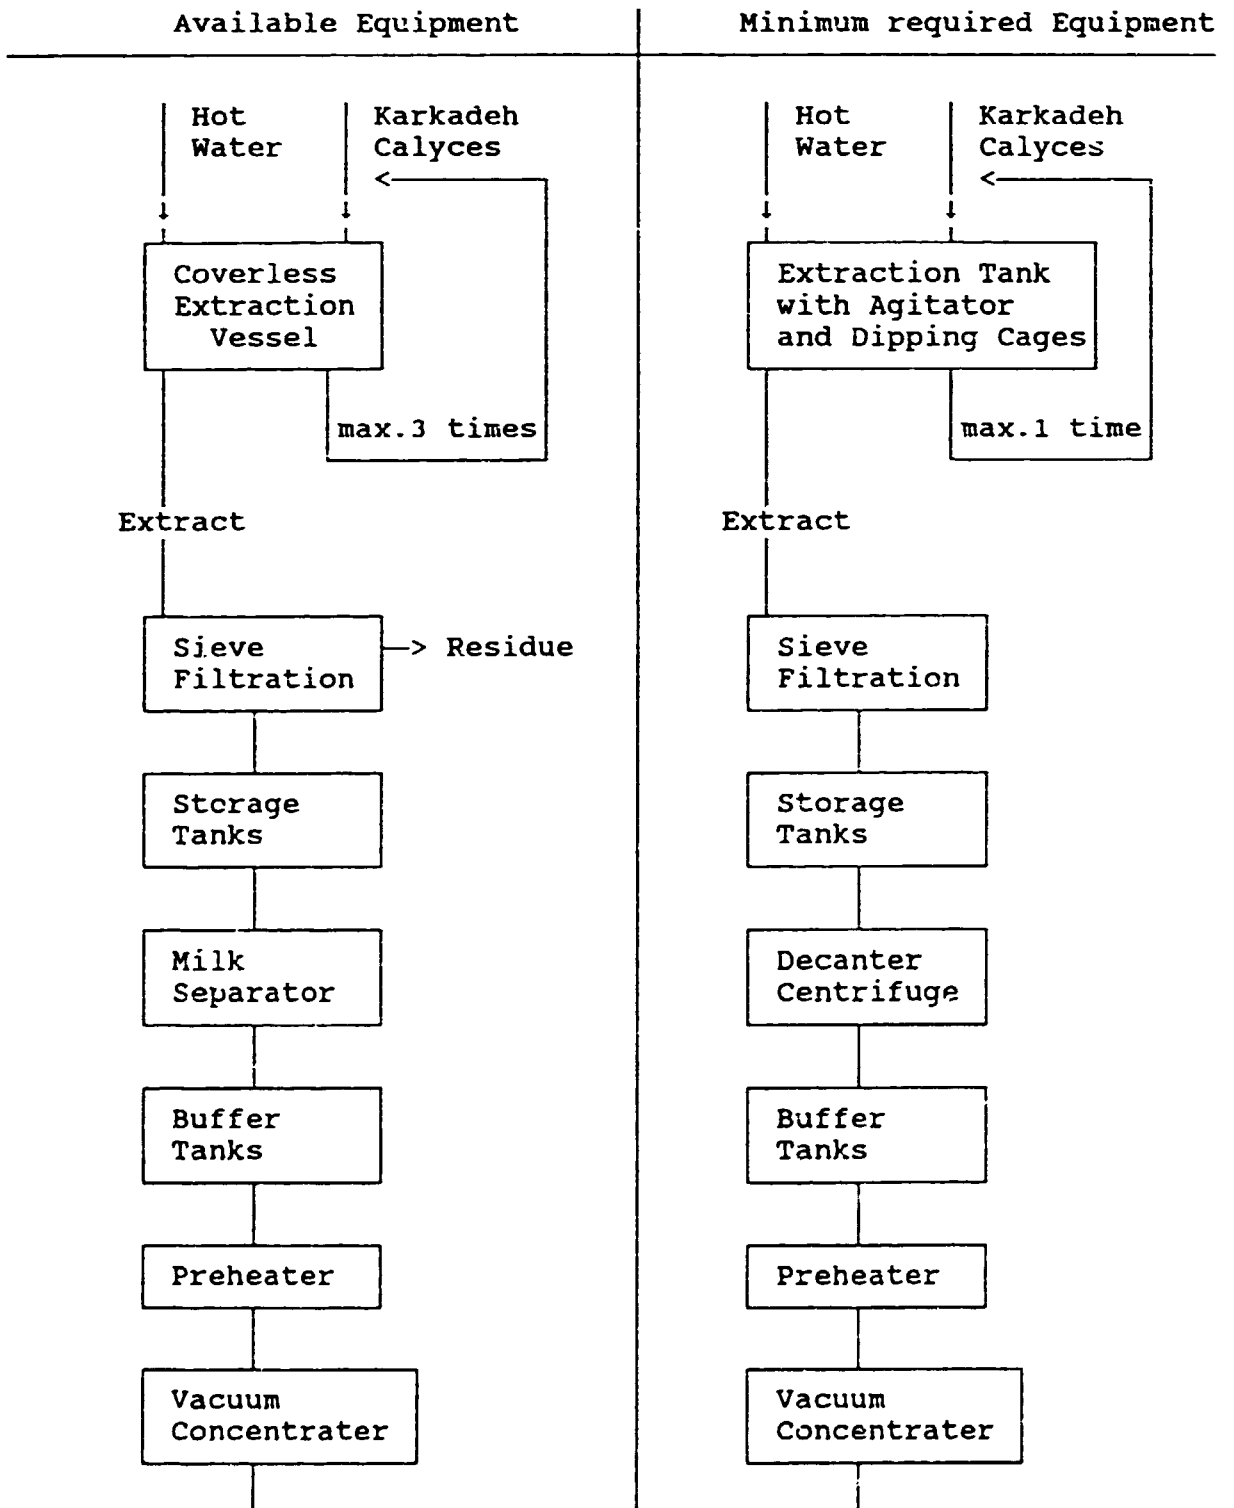 Available Equipment
Hot
Water
Karkadeh
Calyces
<
Coverless
Extraction
Vessel
max.3 times
Extract
Sieve
Filtration
—> Residue
Storage
Tanks
Milk
Separator
Buffer
Tanks
Preheater
Vacuum
Concentrater
Minimum required Equipment
Hot
Water
Karkadeh
Calyces
<
Extraction Tank
with Agitator
and Dipping Cages
max.1 time
Extract
Sieve
Filtration
Storage
Tanks
Decanter
Centrifuge
Buffer
Tanks
Preheater
Vacuum
Concentrater